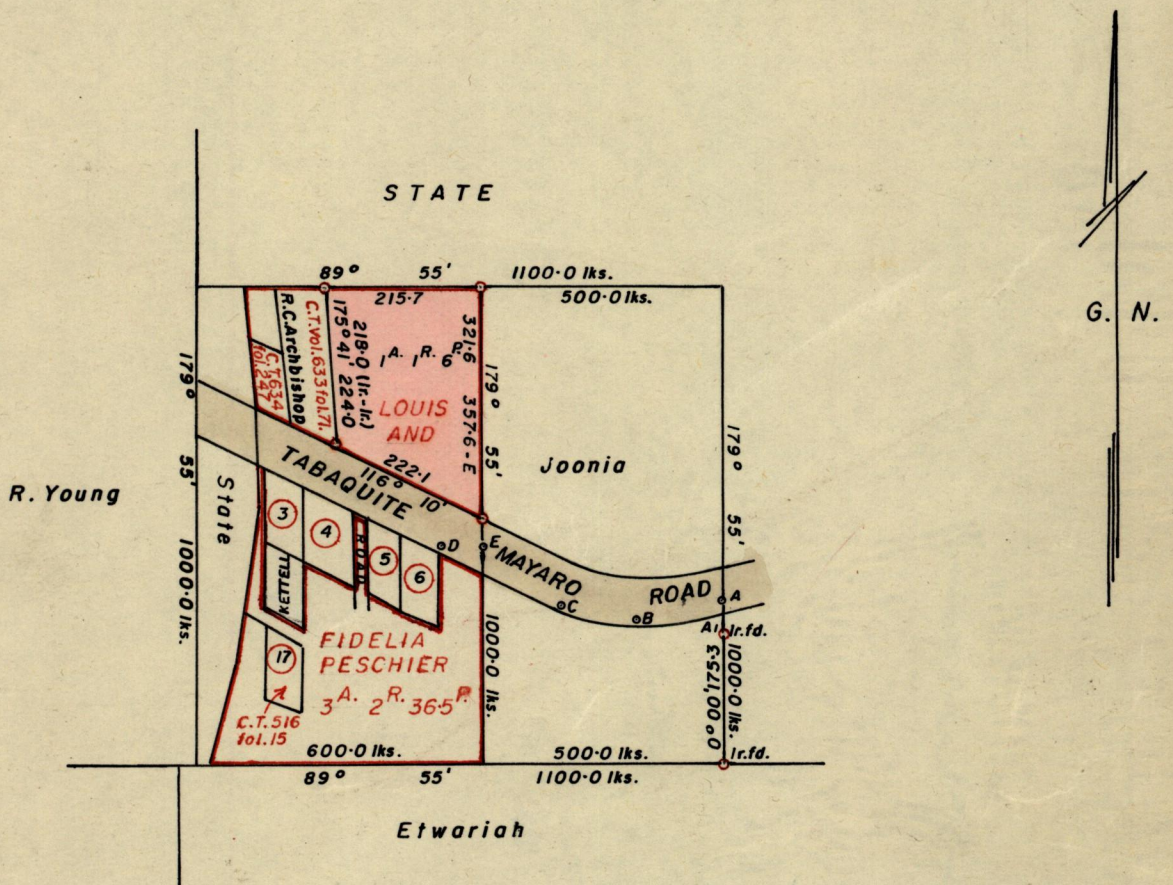 STATE
89° 55' 1100·0 lks.
215·7 500·0 lks.
G. N.
179° 55' 1000·0 lks.
C.T.634 fol.247
R.C.Archbishop
C.T.Vol.633 fol.71.
175° 41' 224·0
218·0 (Ir.-Ir.)
1A. 1R. 6P.
321·6
357·6-E
179° 55' 1000·0 lks.
LOUIS
AND
222·1
116° 10'
Joonia
179° 55' 1000·0 lks.
R. Young
State
TABAQUITE MAYARO ROAD
3
4
ROAD
5
6
D
E
C
B
A
A1 Ir.fd.
0° 00' 175·3
KETTELL
FIDELIA
PESCHIER
3A. 2R. 36·5P.
17
C.T.516
fol.15
600·0 lks. 500·0 lks. Ir.fd.
89° 55' 1100·0 lks.
Etwariah